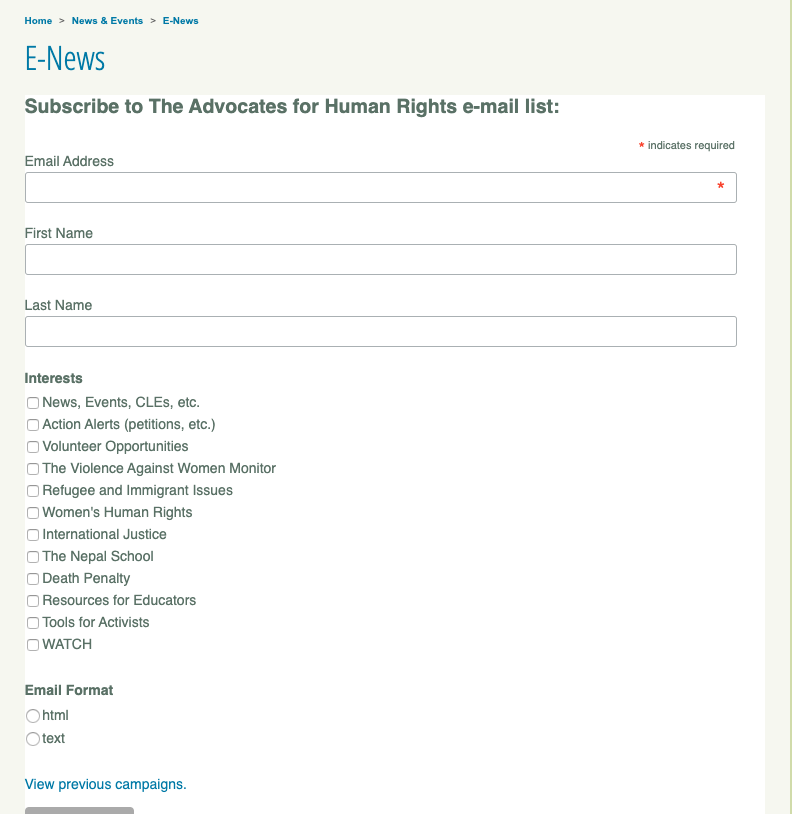 Home > News & Events > E-News
E-News
Subscribe to The Advocates for Human Rights e-mail list:
* indicates required
Email Address
*
First Name
Last Name
Interests
News, Events, CLEs, etc.
Action Alerts (petitions, etc.)
Volunteer Opportunities
The Violence Against Women Monitor
Refugee and Immigrant Issues
Women's Human Rights
International Justice
The Nepal School
Death Penalty
Resources for Educators
Tools for Activists
WATCH
Email Format
html
text
View previous campaigns.